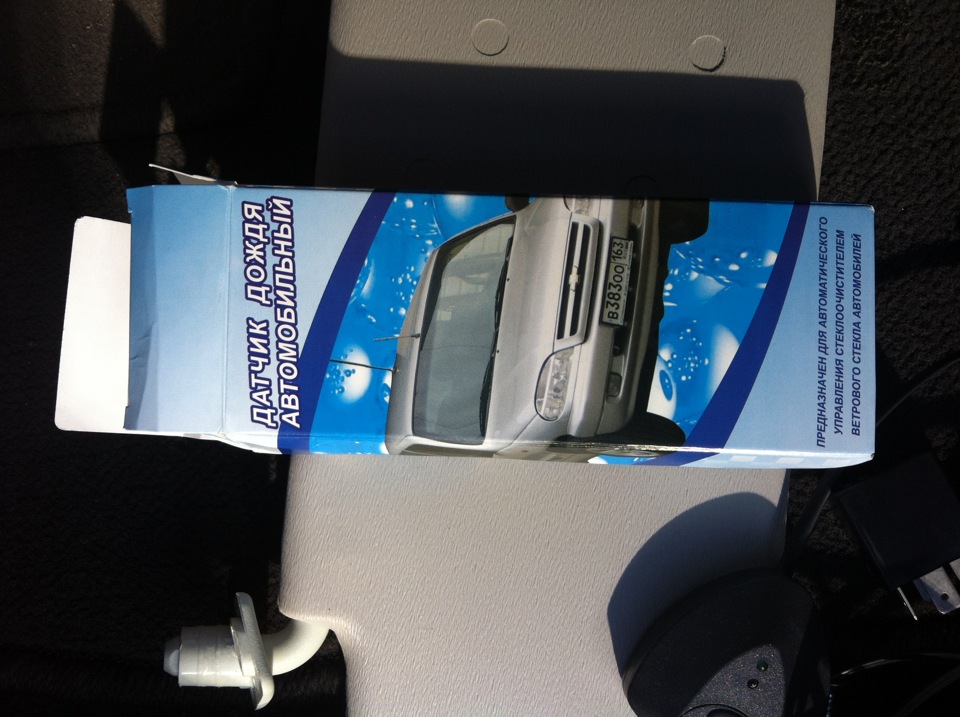 ДАТЧИК ДОЖДЯ
АВТОМОБИЛЬНЫЙ
В383ОО 163
ПРЕДНАЗНАЧЕН ДЛЯ АВТОМАТИЧЕСКОГО
УПРАВЛЕНИЯ СТЕКЛООЧИСТИТЕЛЕМ
ВЕТРОВОГО СТЕКЛА АВТОМОБИЛЕЙ